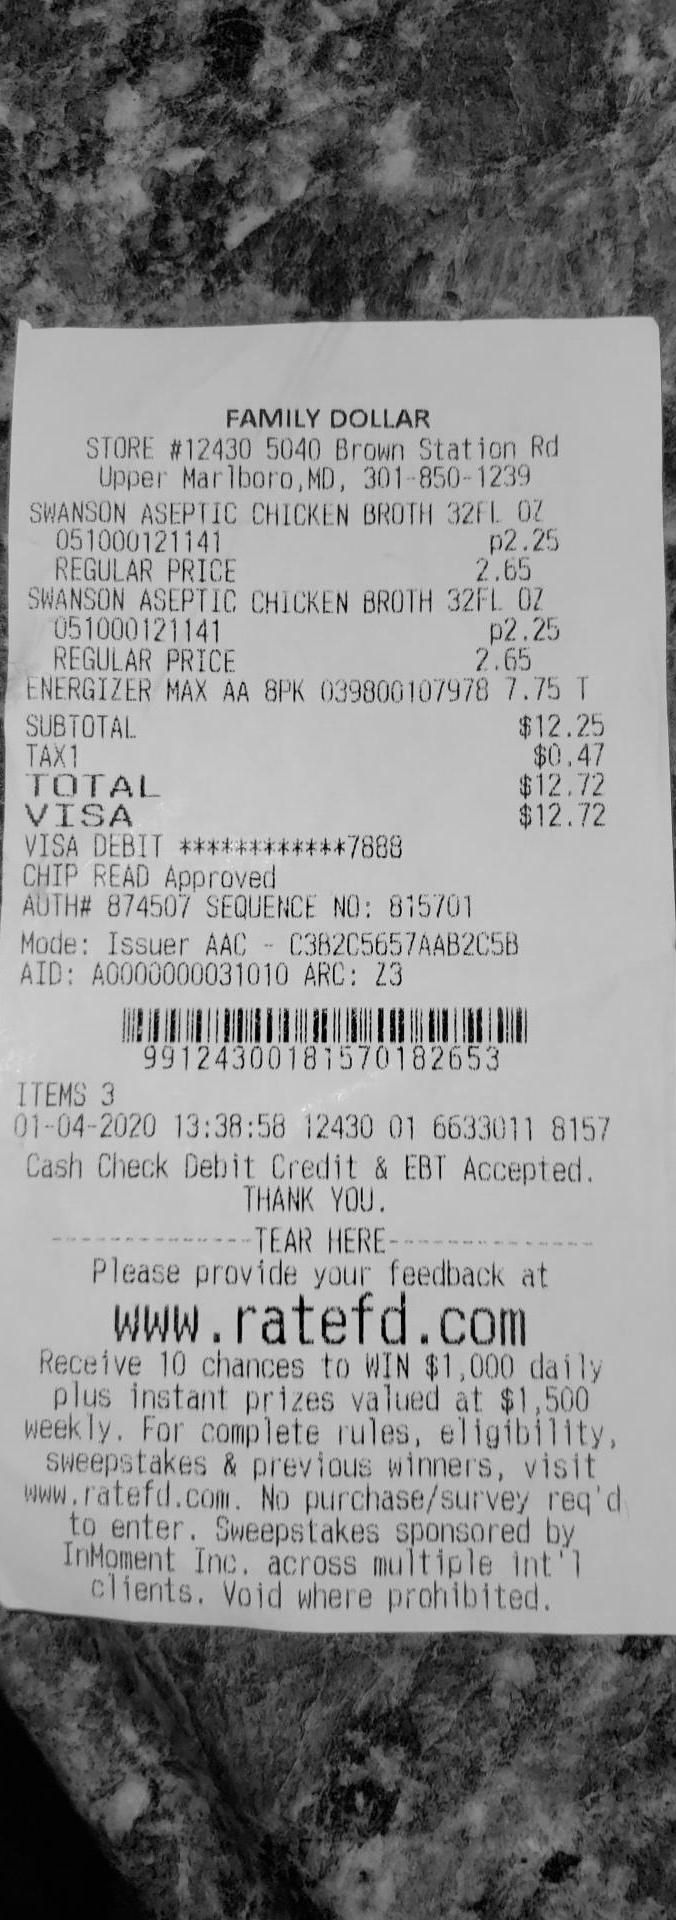 FAMILY DOLLAR
STORE #12430 5040 Brown Station Rd
Upper Marlboro,MD, 301-850-1239
SWANSON ASEPTIC CHICKEN BROTH 32FL OZ
051000121141 p2.25
REGULAR PRICE 2.65
SWANSON ASEPTIC CHICKEN BROTH 32FL OZ
051000121141 p2.25
REGULAR PRICE 2.65
ENERGIZER MAX AA 8PK 039800107978 7.75 T
SUBTOTAL $12.25
TAX1 $0.47
TOTAL $12.72
VISA $12.72
VISA DEBIT ************7888
CHIP READ Approved
AUTH# 874507 SEQUENCE NO: 815701
Mode: Issuer AAC - C3B2C5657AAB2C5B
AID: A0000000031010 ARC: Z3
99124300181570182653
ITEMS 3
01-04-2020 13:38:58 12430 01 6633011 8157
Cash Check Debit Credit & EBT Accepted.
THANK YOU.
--------------TEAR HERE--------------
Please provide your feedback at
www.ratefd.com
Receive 10 chances to WIN $1,000 daily
plus instant prizes valued at $1,500
weekly. For complete rules, eligibility,
sweepstakes & previous winners, visit
www.ratefd.com. No purchase/survey req'd
to enter. Sweepstakes sponsored by
InMoment Inc. across multiple int'l
clients. Void where prohibited.